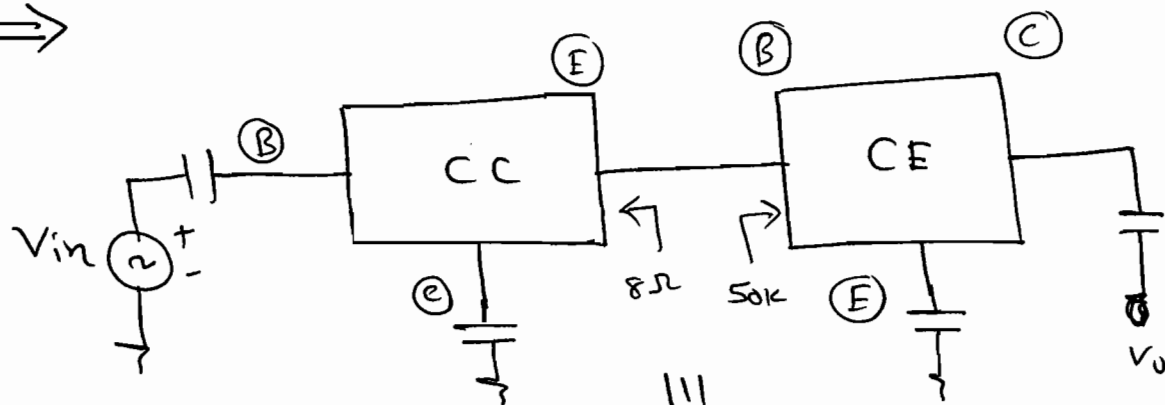 Ⓔ Ⓑ Ⓒ
Ⓑ
CC CE
Vin + ~ -
ⓒ 8Ω 50K Ⓔ
Vo